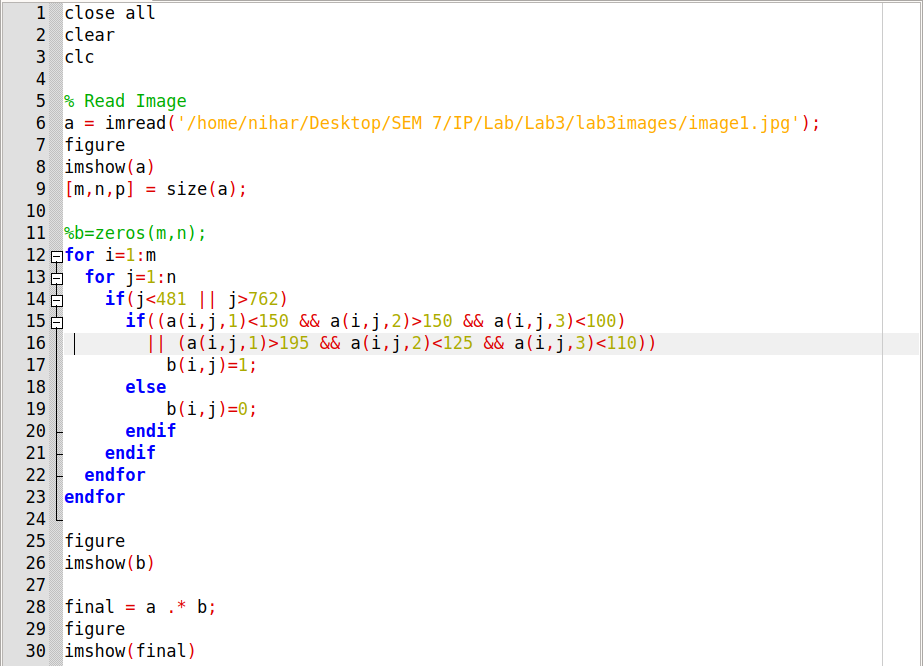 1 close all
2 clear
3 clc
4
5 % Read Image
6 a = imread('/home/nihar/Desktop/SEM 7/IP/Lab/Lab3/lab3images/image1.jpg');
7 figure
8 imshow(a)
9 [m,n,p] = size(a);
10
11 %b=zeros(m,n);
12 for i=1:m
13   for j=1:n
14     if(j<481 || j>762)
15       if((a(i,j,1)<150 && a(i,j,2)>150 && a(i,j,3)<100)
16         || (a(i,j,1)>195 && a(i,j,2)<125 && a(i,j,3)<110))
17           b(i,j)=1;
18       else
19           b(i,j)=0;
20       endif
21     endif
22   endfor
23 endfor
24
25 figure
26 imshow(b)
27
28 final = a .* b;
29 figure
30 imshow(final)